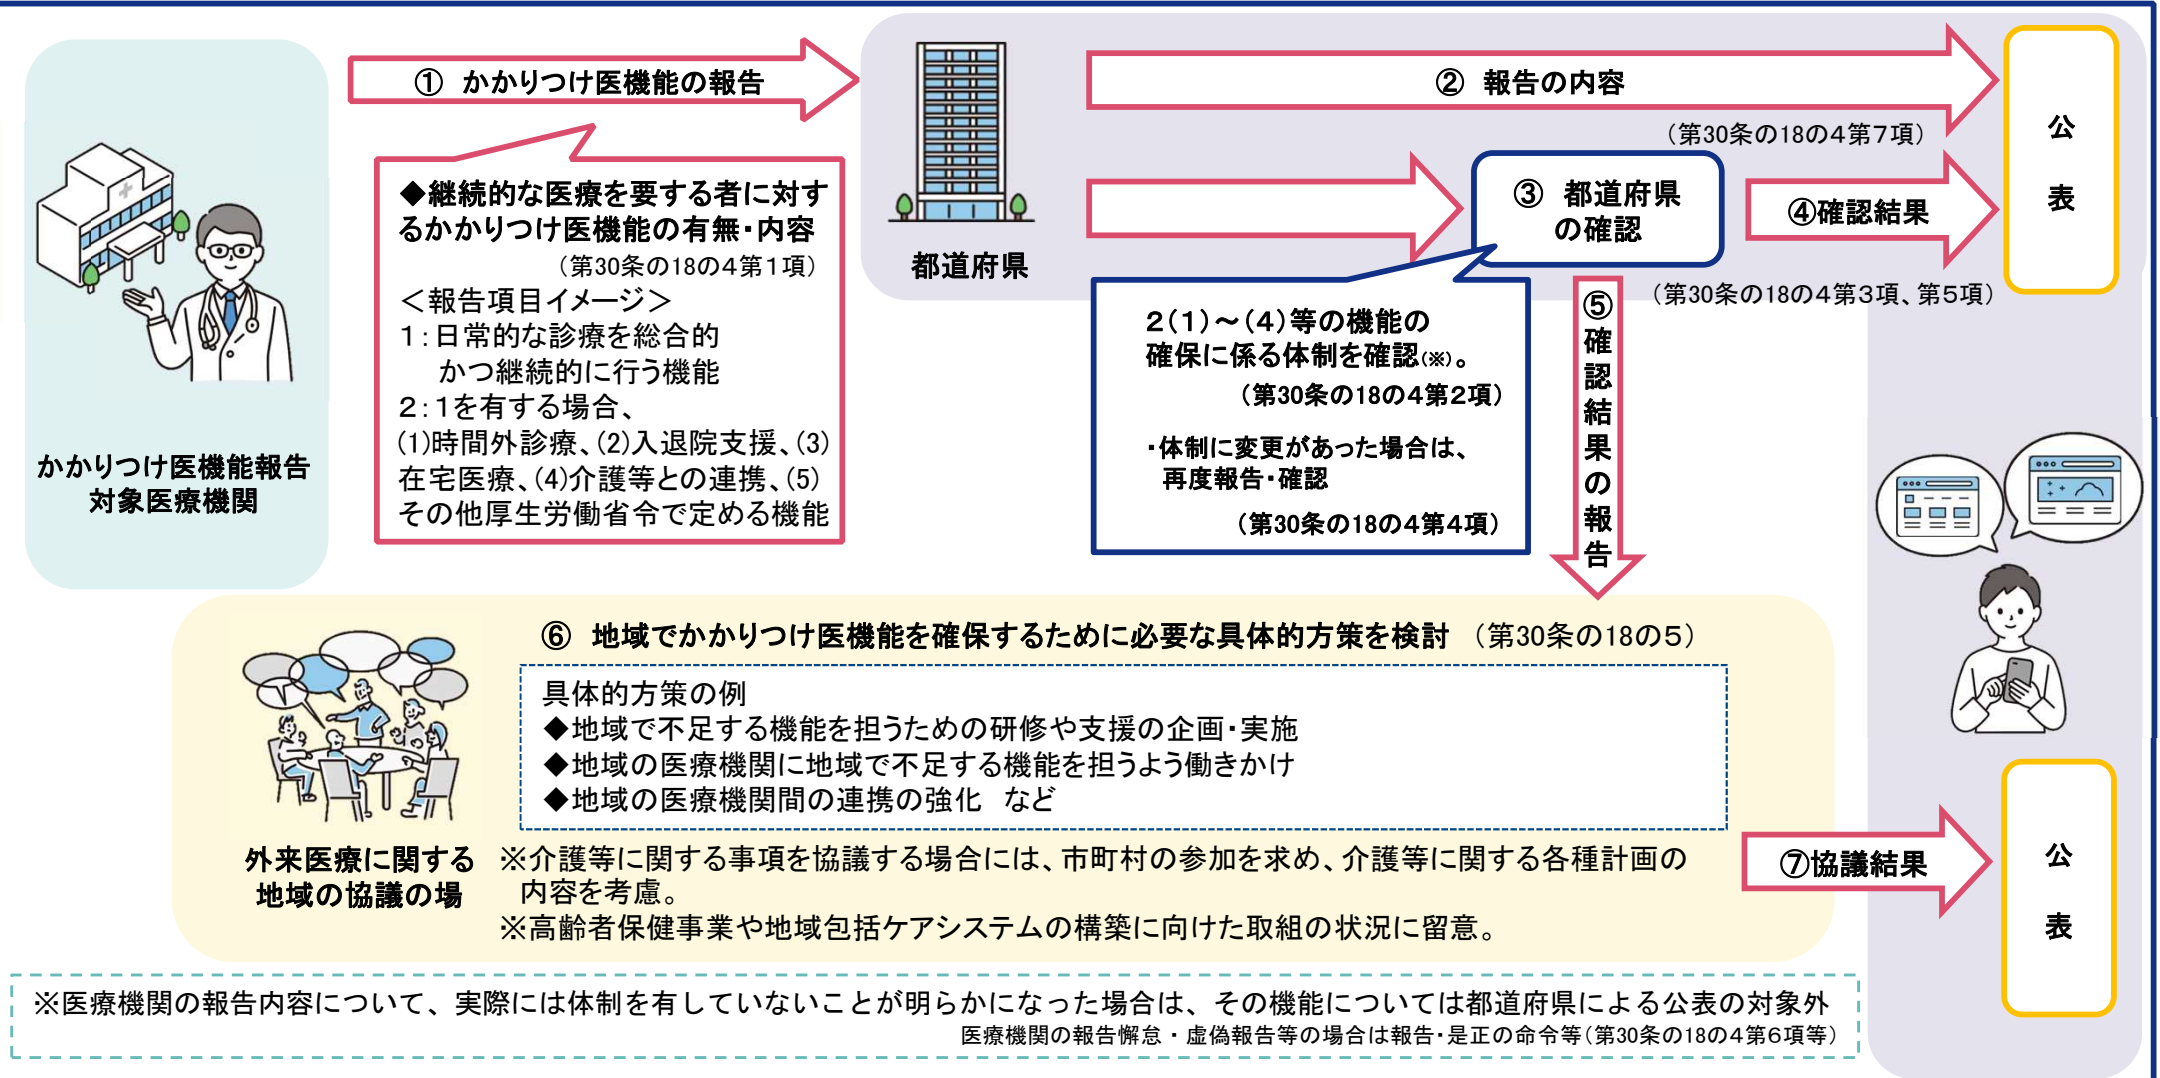 ① かかりつけ医機能の報告
② 報告の内容
(第30条の18の4第7項)
公表
◆継続的な医療を要する者に対す
るかかりつけ医機能の有無・内容
(第30条の18の4第1項)
<報告項目イメージ>
1:日常的な診療を総合的
かつ継続的に行う機能
2:1を有する場合、
(1)時間外診療、(2)入退院支援、(3)
在宅医療、(4)介護等との連携、(5)
その他厚生労働省令で定める機能
かかりつけ医機能報告
対象医療機関
都道府県
③ 都道府県
の確認
④確認結果
(第30条の18の4第3項、第5項)
2(1)~(4)等の機能の
確保に係る体制を確認(※)。
(第30条の18の4第2項)
・体制に変更があった場合は、
再度報告・確認
(第30条の18の4第4項)
⑤確認結果の報告
⑥ 地域でかかりつけ医機能を確保するために必要な具体的方策を検討 (第30条の18の5)
具体的方策の例
◆地域で不足する機能を担うための研修や支援の企画・実施
◆地域の医療機関に地域で不足する機能を担うよう働きかけ
◆地域の医療機関間の連携の強化 など
外来医療に関する
地域の協議の場
※介護等に関する事項を協議する場合には、市町村の参加を求め、介護等に関する各種計画の
内容を考慮。
※高齢者保健事業や地域包括ケアシステムの構築に向けた取組の状況に留意。
⑦協議結果
公表
※医療機関の報告内容について、実際には体制を有していないことが明らかになった場合は、その機能については都道府県による公表の対象外
医療機関の報告懈怠・虚偽報告等の場合は報告・是正の命令等(第30条の18の4第6項等)